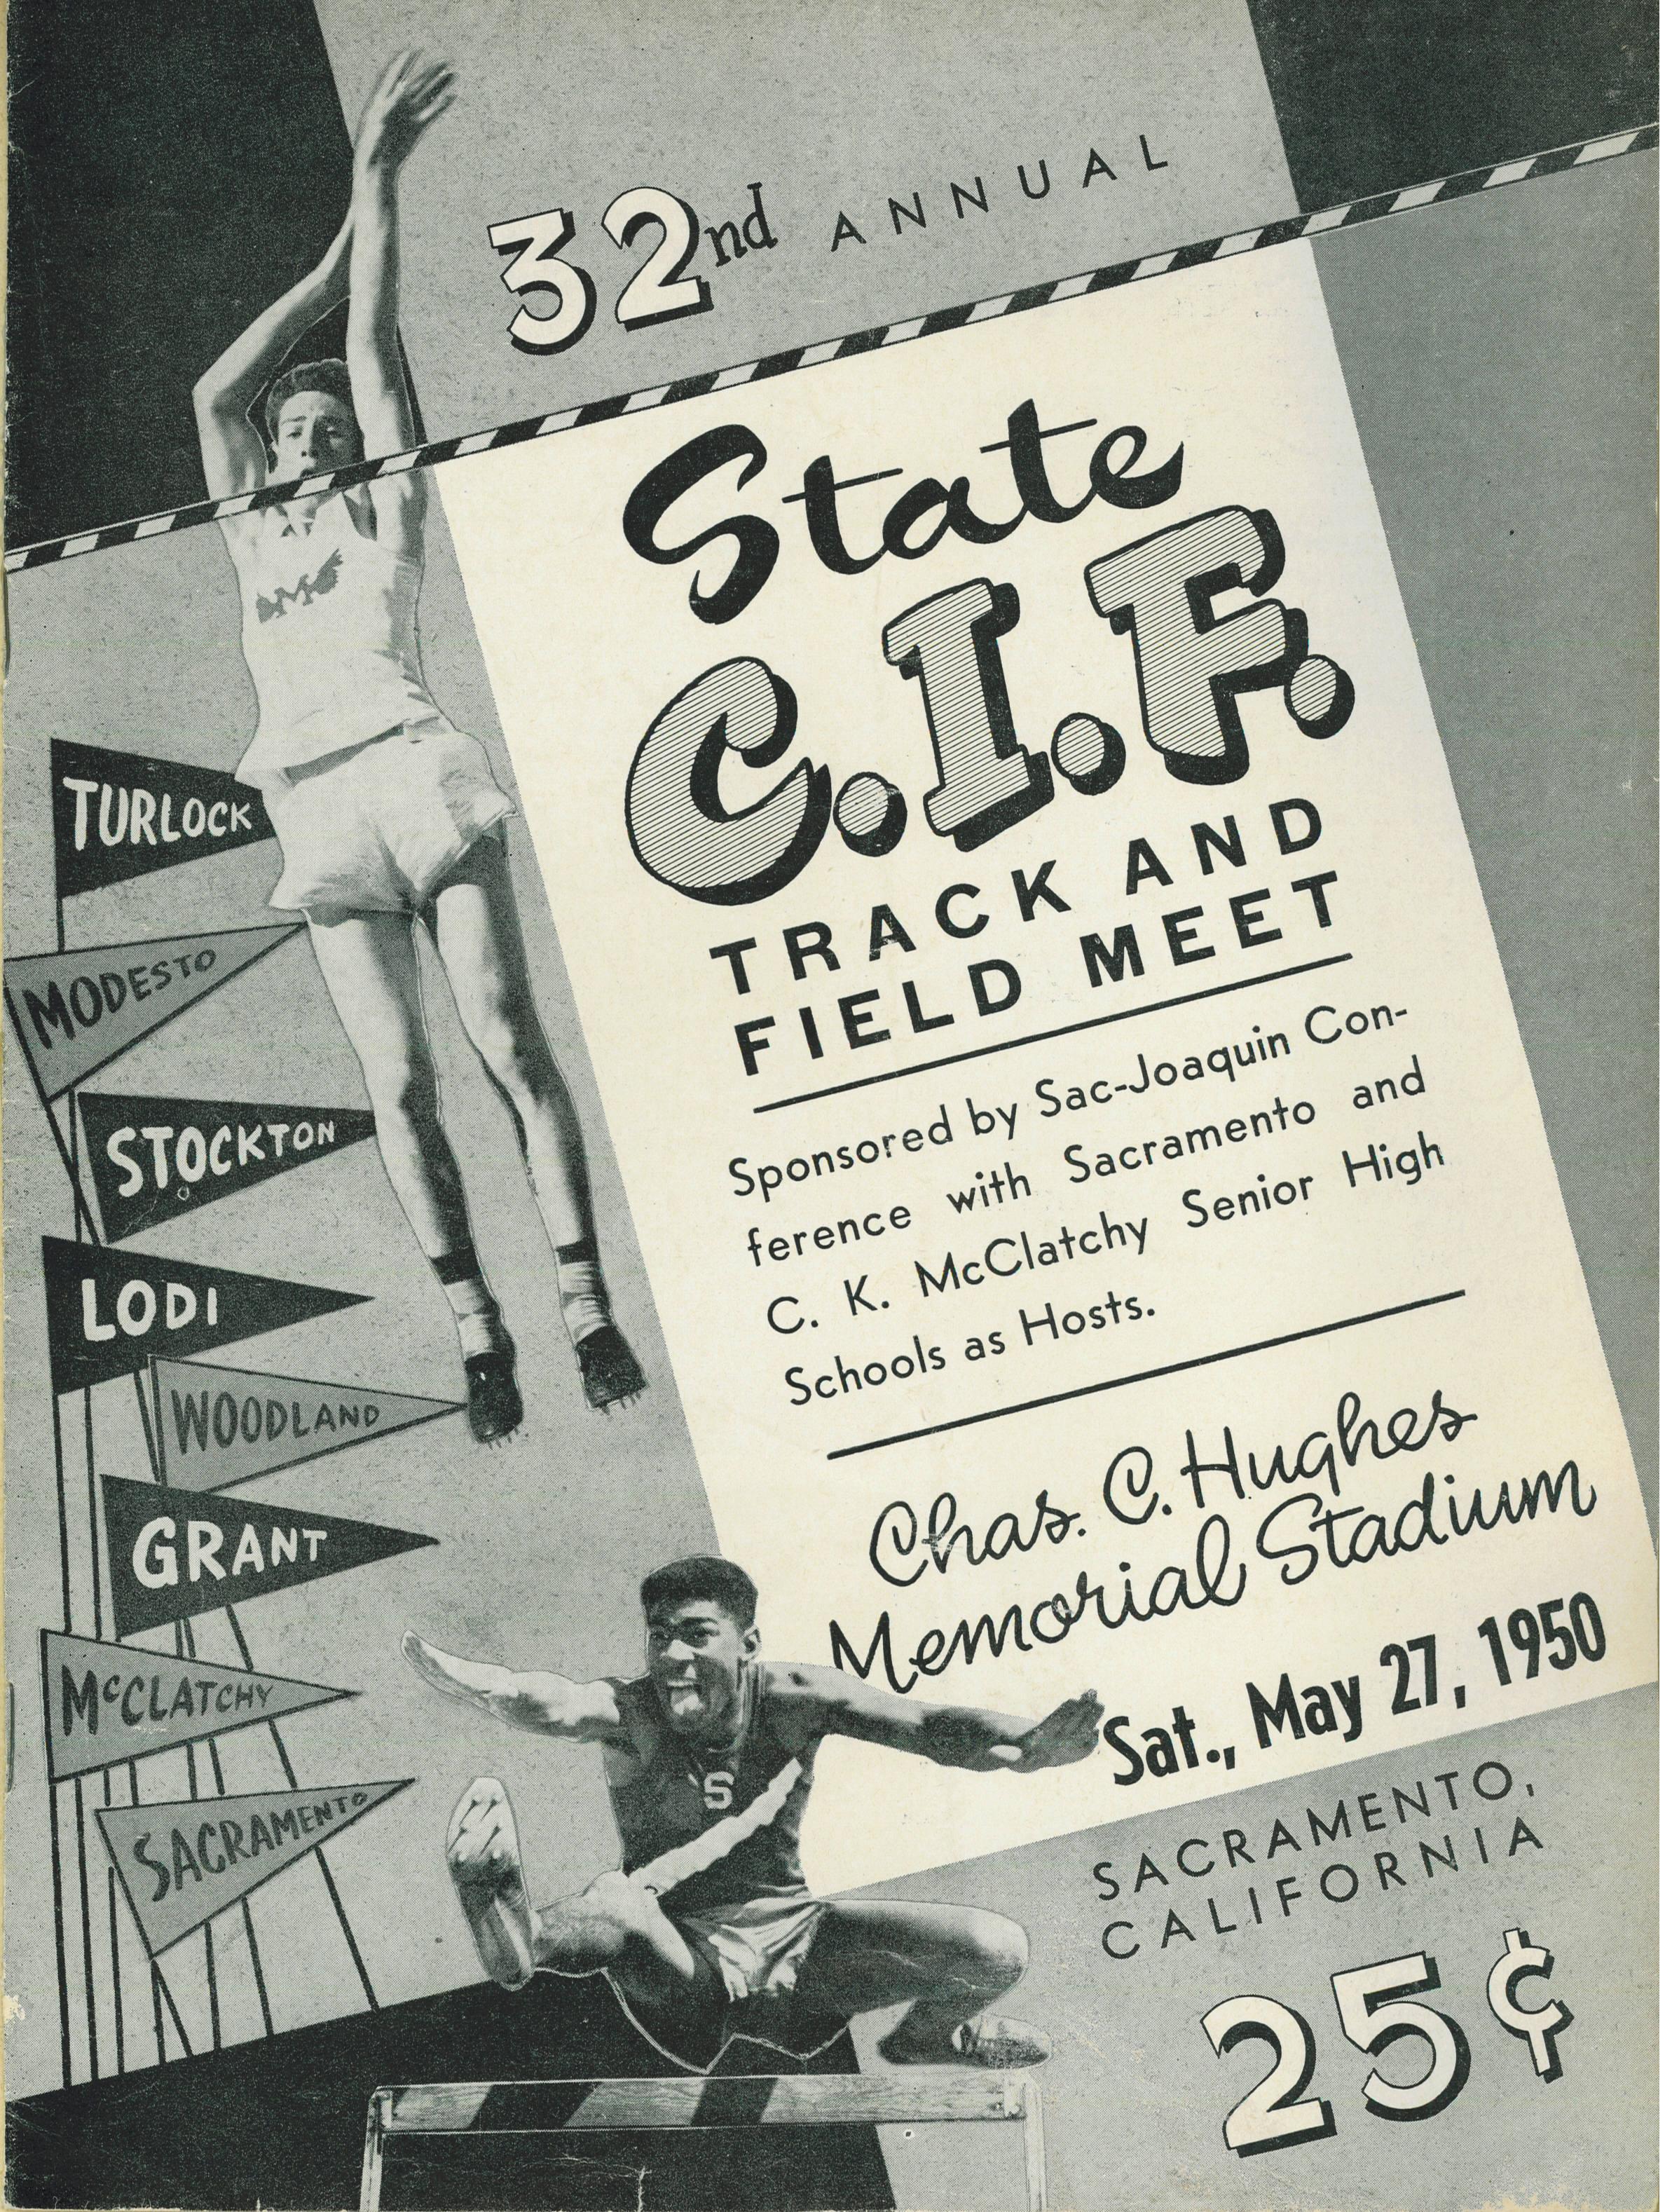 32nd ANNUAL
State
C.I.F.
TRACK AND
FIELD MEET
Sponsored by Sac-Joaquin Con-
ference with Sacramento and
C. K. McClatchy Senior High
Schools as Hosts.
Chas. C. Hughes
Memorial Stadium
Sat., May 27, 1950
SACRAMENTO,
CALIFORNIA
25¢
TURLOCK
MODESTO
STOCKTON
LODI
WOODLAND
GRANT
McCLATCHY
SACRAMENTO
S